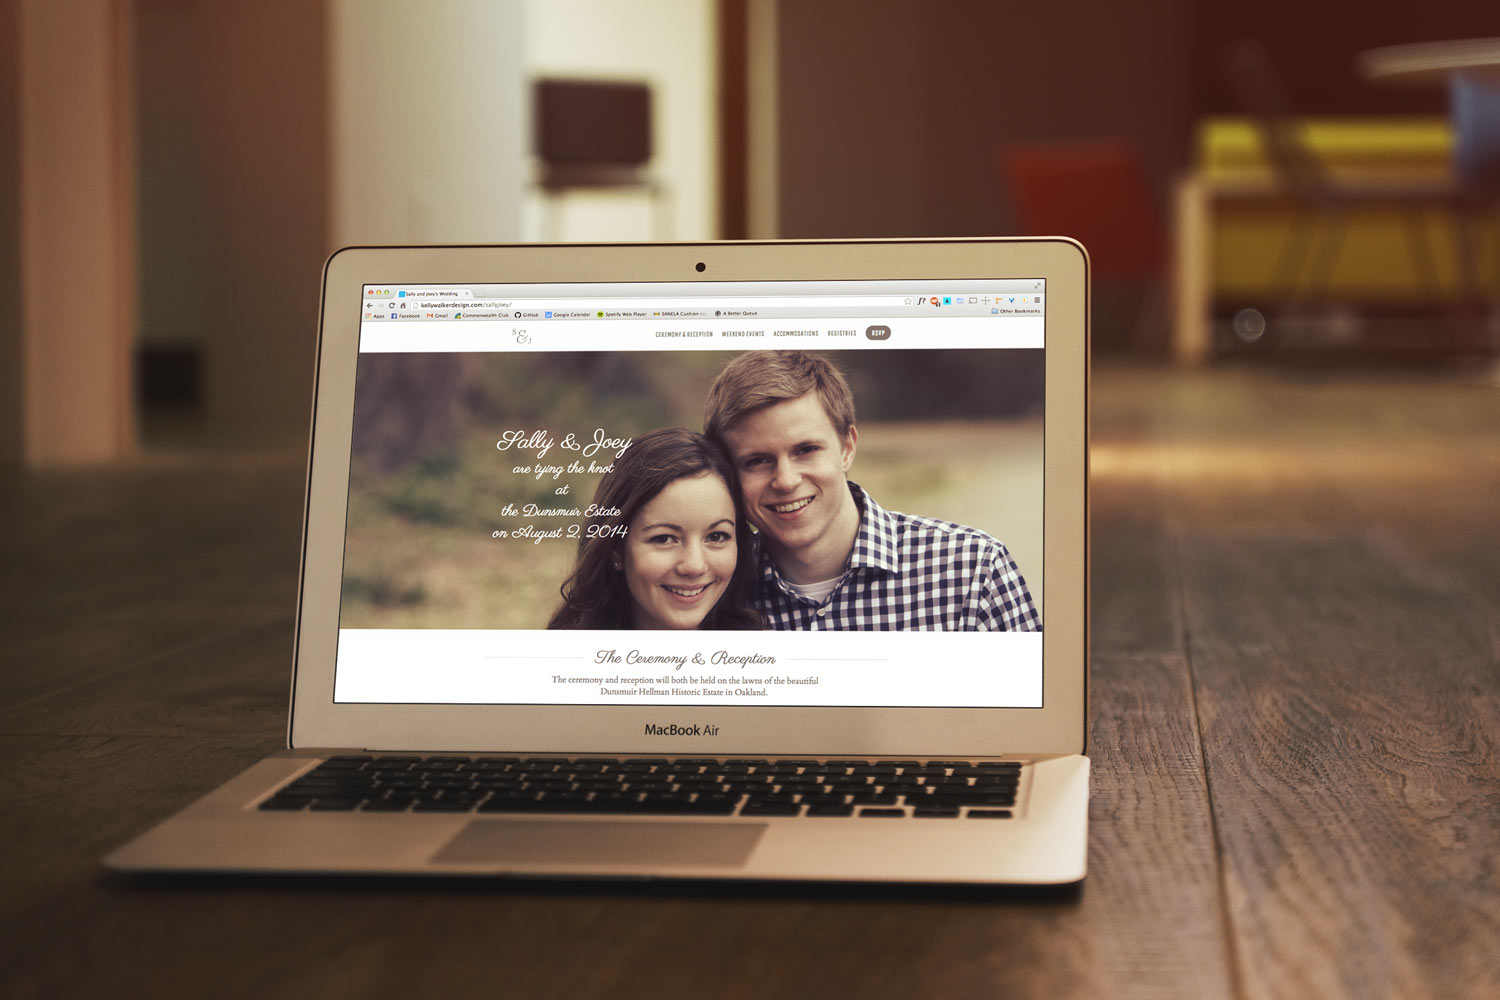 Sally and Joey's Wedding
kellywalkerdesign.com/sallyjoey/
f?
Apps Facebook Gmail Commonwealth Club GitHub Google Calendar Spotify Web Player SANELA Cushion co A Better Queue Other Bookmarks
S & J
CEREMONY & RECEPTION WEEKEND EVENTS ACCOMMODATIONS REGISTRIES RSVP
Sally & Joey
are tying the knot
at
the Dunsmuir Estate
on August 2, 2014
The Ceremony & Reception
The ceremony and reception will both be held on the lawns of the beautiful
Dunsmuir Hellman Historic Estate in Oakland.
MacBook Air